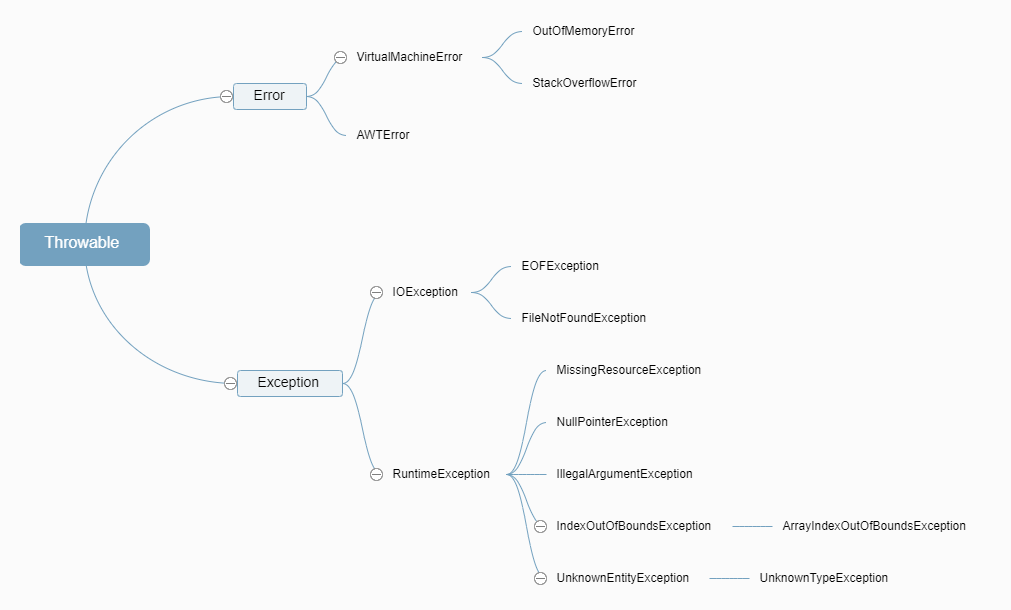 Throwable
Error
VirtualMachineError
OutOfMemoryError
StackOverflowError
AWTError
Exception
IOException
EOFException
FileNotFoundException
RuntimeException
MissingResourceException
NullPointerException
IllegalArgumentException
IndexOutOfBoundsException
ArrayIndexOutOfBoundsException
UnknownEntityException
UnknownTypeException